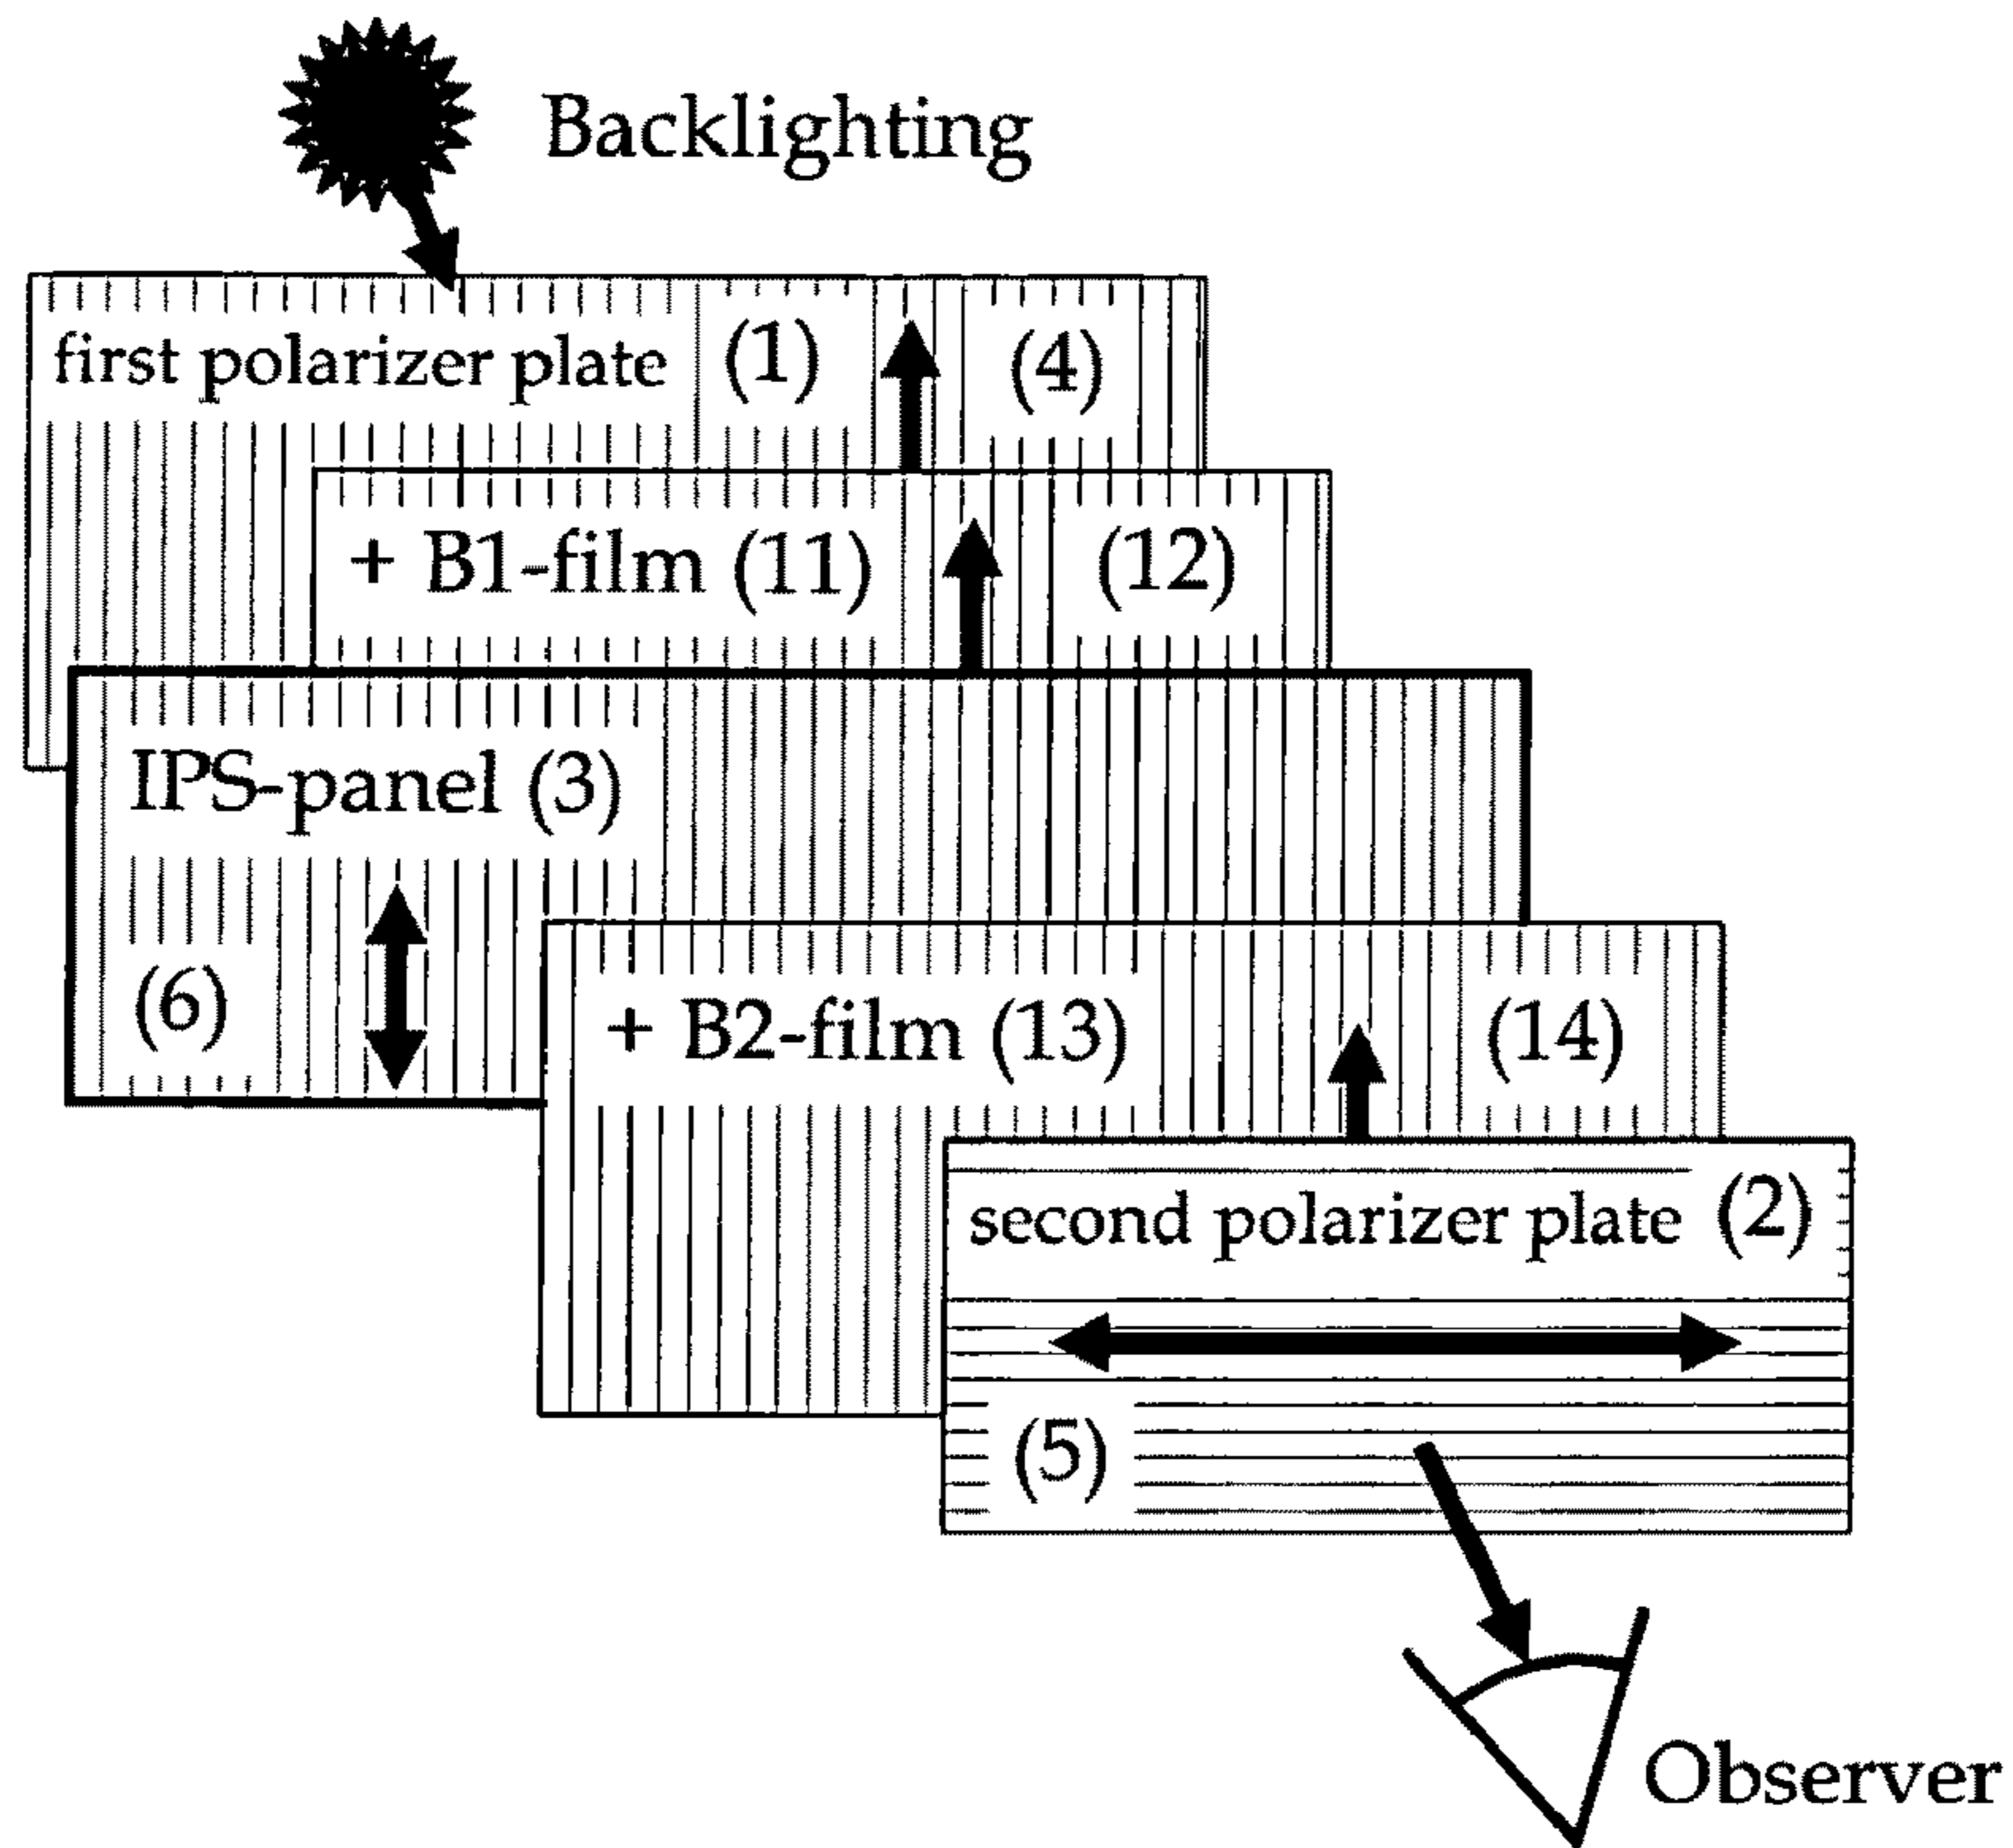 Backlighting
first polarizer plate (1) (4)
+ B1-film (11) (12)
IPS-panel (3)
(6)
+ B2-film (13) (14)
second polarizer plate (2)
(5)
Observer